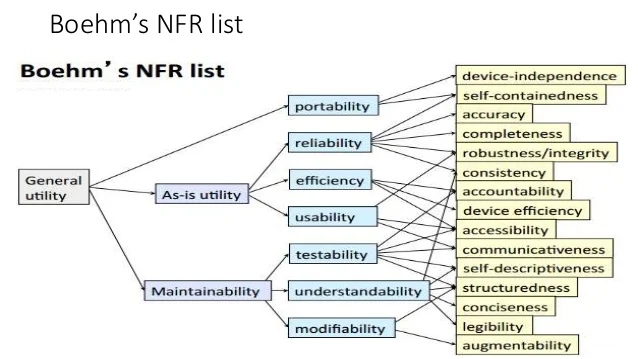 Boehm’s NFR list
Boehm’s NFR list
General
utility
As-is utility
Maintainability
portability
reliability
efficiency
usability
testability
understandability
modifiability
device-independence
self-containedness
accuracy
completeness
robustness/integrity
consistency
accountability
device efficiency
accessibility
communicativeness
self-descriptiveness
structuredness
conciseness
legibility
augmentability